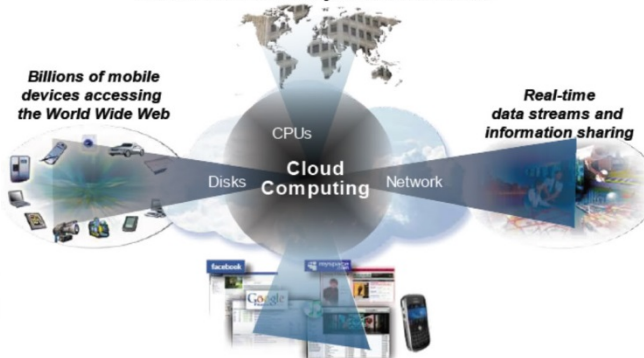 Billions of mobile
devices accessing
the World Wide Web
Real-time
data streams and
information sharing
CPUs
Cloud
Computing
Disks
Network
facebook
myspace
Google